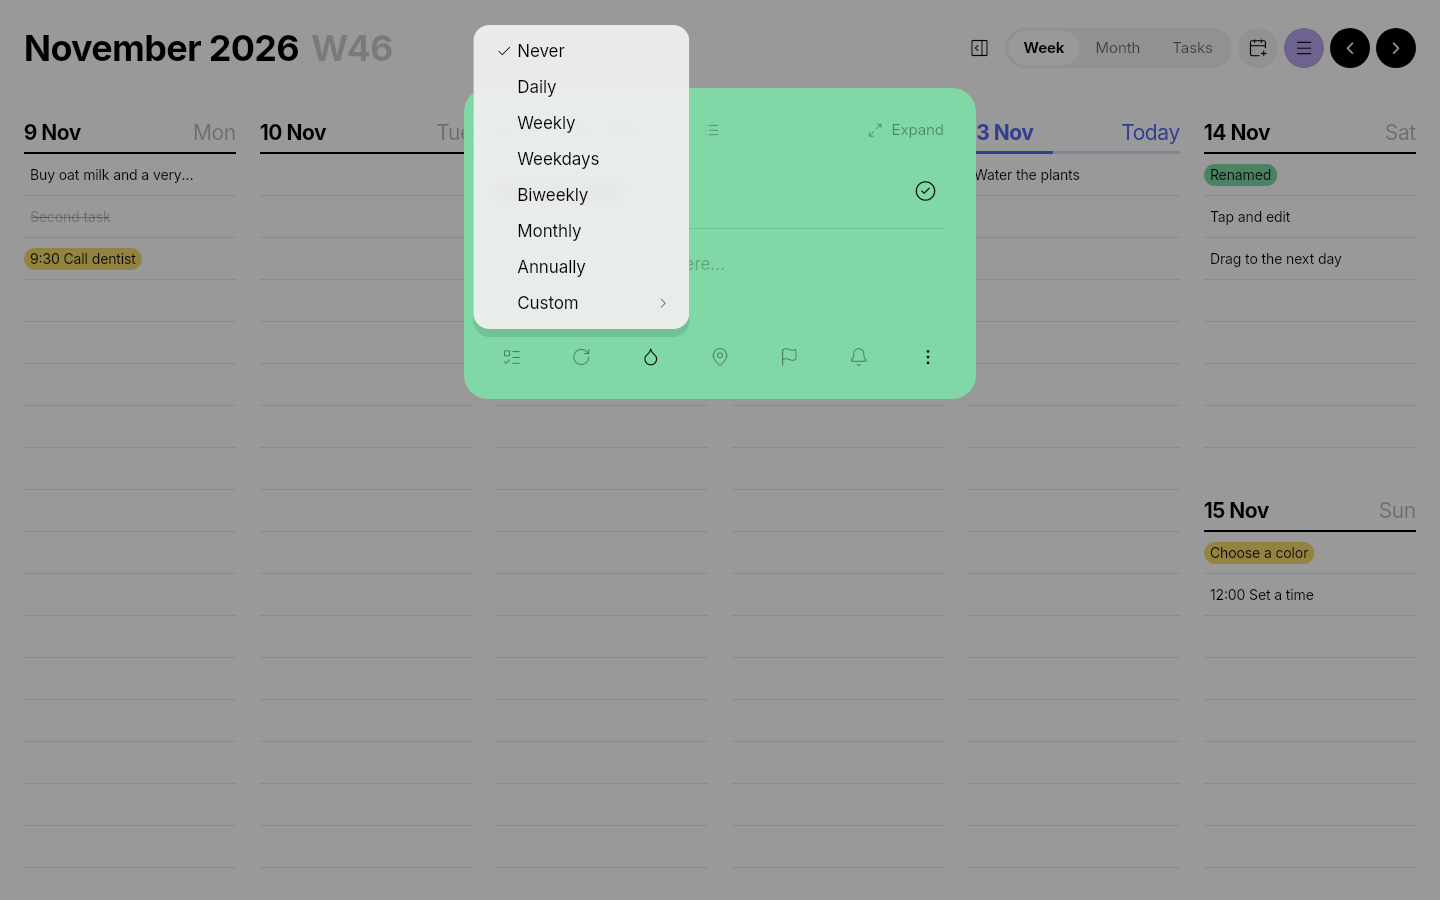 November 2026 W46
Week
Month
Tasks
Never
Daily
Weekly
Weekdays
Biweekly
Monthly
Annually
Custom
Expand
9 Nov Mon
Buy oat milk and a very...
Second task
9:30 Call dentist
10 Nov
3 Nov Today
Water the plants
14 Nov Sat
Renamed
Tap and edit
Drag to the next day
15 Nov Sun
Choose a color
12:00 Set a time